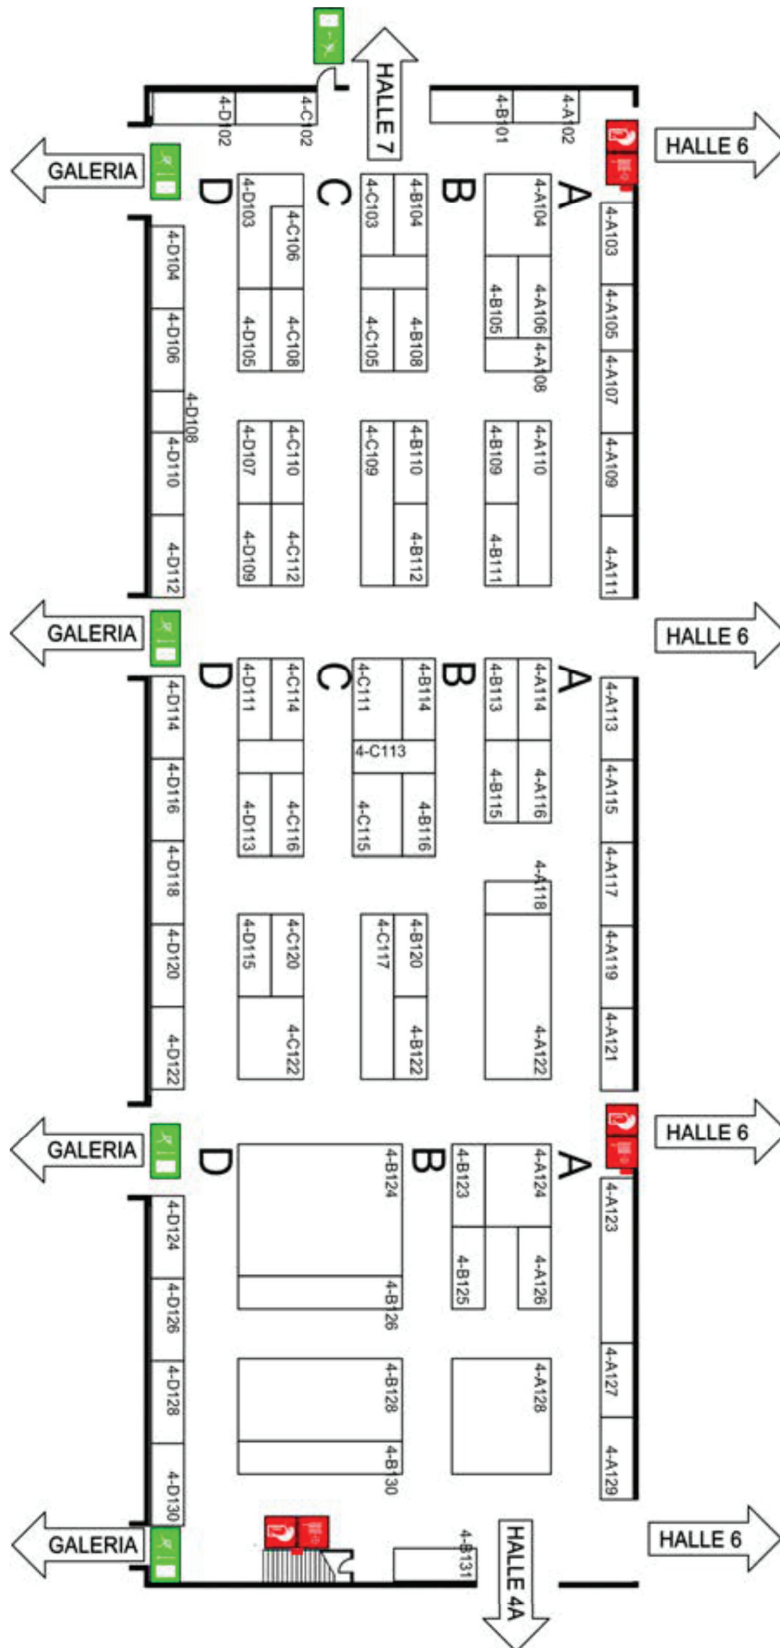 HALLE 7
4-D102
4-C102
4-B101
4-A102
GALERIA
HALLE 6
D
C
B
A
4-D103
4-C106
4-C103
4-B104
4-A104
4-A103
4-D104
4-B105
4-A106
4-A105
4-D106
4-D105
4-C108
4-C105
4-B108
4-A108
4-A107
4-D108
4-D110
4-D107
4-C110
4-C109
4-B110
4-B109
4-A110
4-A109
4-D112
4-D109
4-C112
4-B112
4-B111
4-A111
GALERIA
HALLE 6
D
C
B
A
4-D114
4-D111
4-C114
4-C111
4-B114
4-B113
4-A114
4-A113
4-C113
4-D116
4-D113
4-C116
4-C115
4-B116
4-B115
4-A116
4-A115
4-D118
4-A118
4-A117
4-D120
4-D115
4-C120
4-C117
4-B120
4-A119
4-D122
4-C122
4-B122
4-A122
4-A121
GALERIA
HALLE 6
D
B
A
4-B124
4-B123
4-A124
4-A123
4-D124
4-D126
4-B126
4-B125
4-A126
4-D128
4-B128
4-A128
4-A127
4-D130
4-B130
4-A129
GALERIA
HALLE 6
4-B131
HALLE 4A